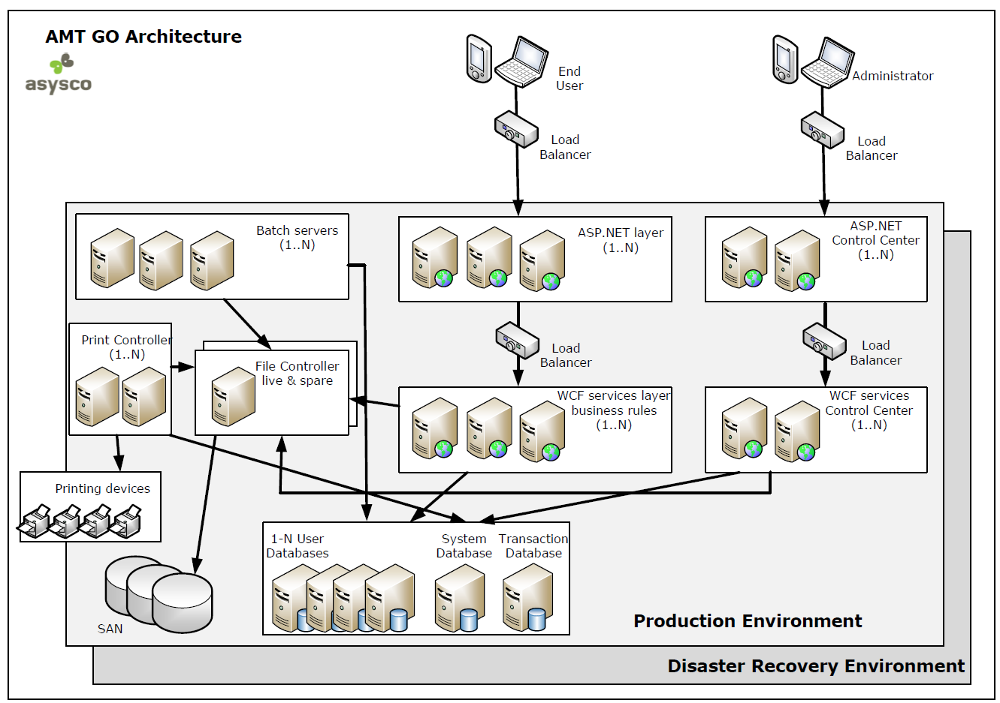 AMT GO Architecture
asysco
End
User
Administrator
Load
Balancer
Load
Balancer
Batch servers
(1..N)
ASP.NET layer
(1..N)
ASP.NET
Control Center
(1..N)
Print Controller
(1..N)
File Controller
live & spare
Load
Balancer
Load
Balancer
WCF services layer
business rules
(1..N)
WCF services
Control Center
(1..N)
Printing devices
1-N User
Databases
System
Database
Transaction
Database
SAN
Production Environment
Disaster Recovery Environment